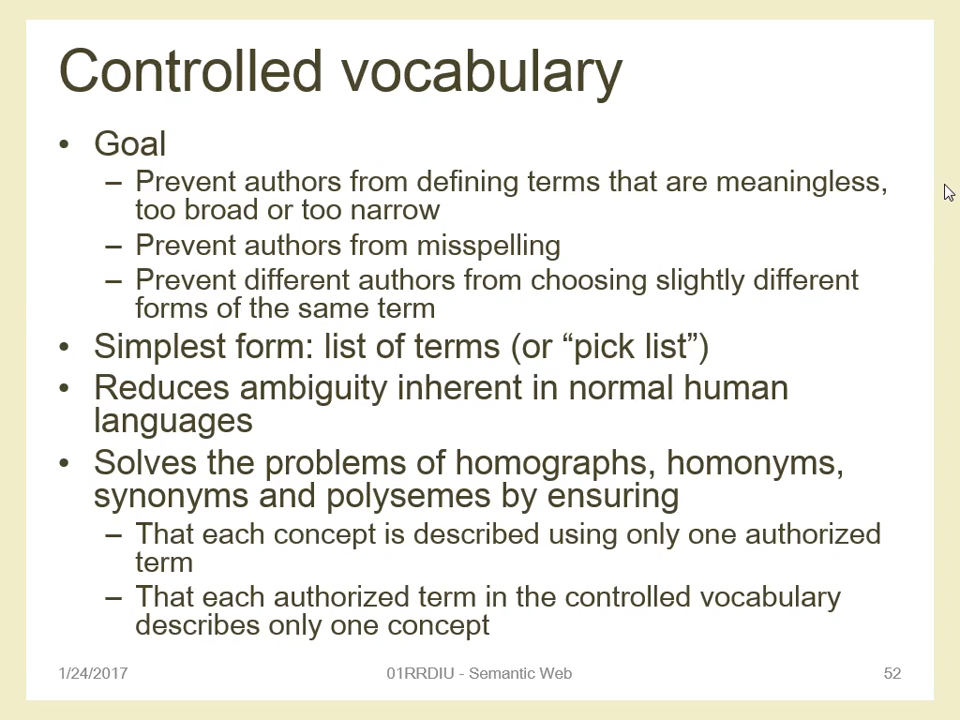 Controlled vocabulary
• Goal
– Prevent authors from defining terms that are meaningless,
too broad or too narrow
– Prevent authors from misspelling
– Prevent different authors from choosing slightly different
forms of the same term
• Simplest form: list of terms (or “pick list”)
• Reduces ambiguity inherent in normal human
languages
• Solves the problems of homographs, homonyms,
synonyms and polysemes by ensuring
– That each concept is described using only one authorized
term
– That each authorized term in the controlled vocabulary
describes only one concept
1/24/2017 01RRDIU - Semantic Web 52